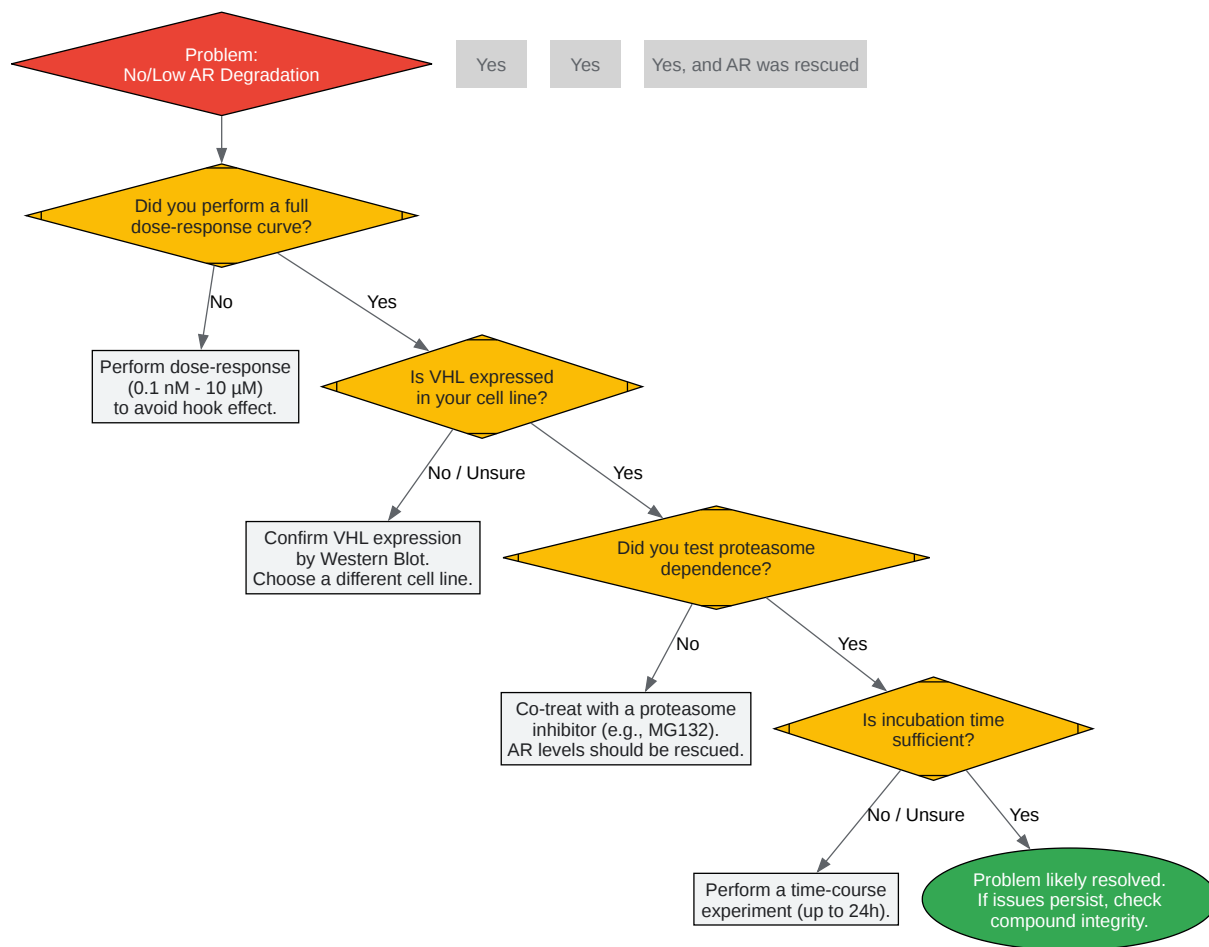 Problem:
No/Low AR Degradation
Yes
Yes
Yes, and AR was rescued
Did you perform a full
dose-response curve?
No
Yes
Perform dose-response
(0.1 nM - 10 µM)
to avoid hook effect.
Is VHL expressed
in your cell line?
No / Unsure
Yes
Confirm VHL expression
by Western Blot.
Choose a different cell line.
Did you test proteasome
dependence?
No
Yes
Co-treat with a proteasome
inhibitor (e.g., MG132).
AR levels should be rescued.
Is incubation time
sufficient?
No / Unsure
Yes
Perform a time-course
experiment (up to 24h).
Problem likely resolved.
If issues persist, check
compound integrity.